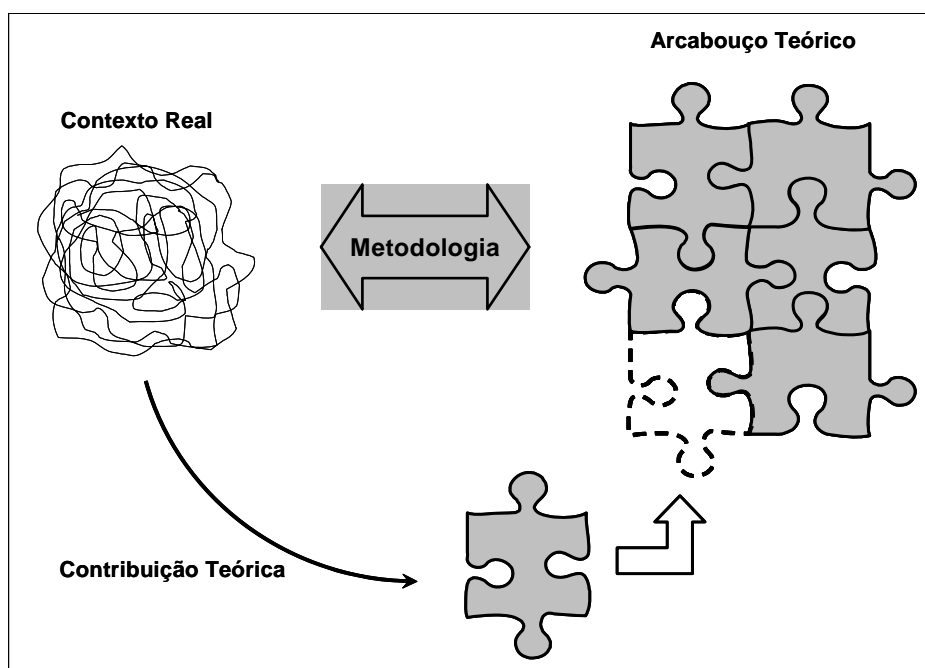 Arcabouço Teórico
Contexto Real
Metodologia
Contribuição Teórica